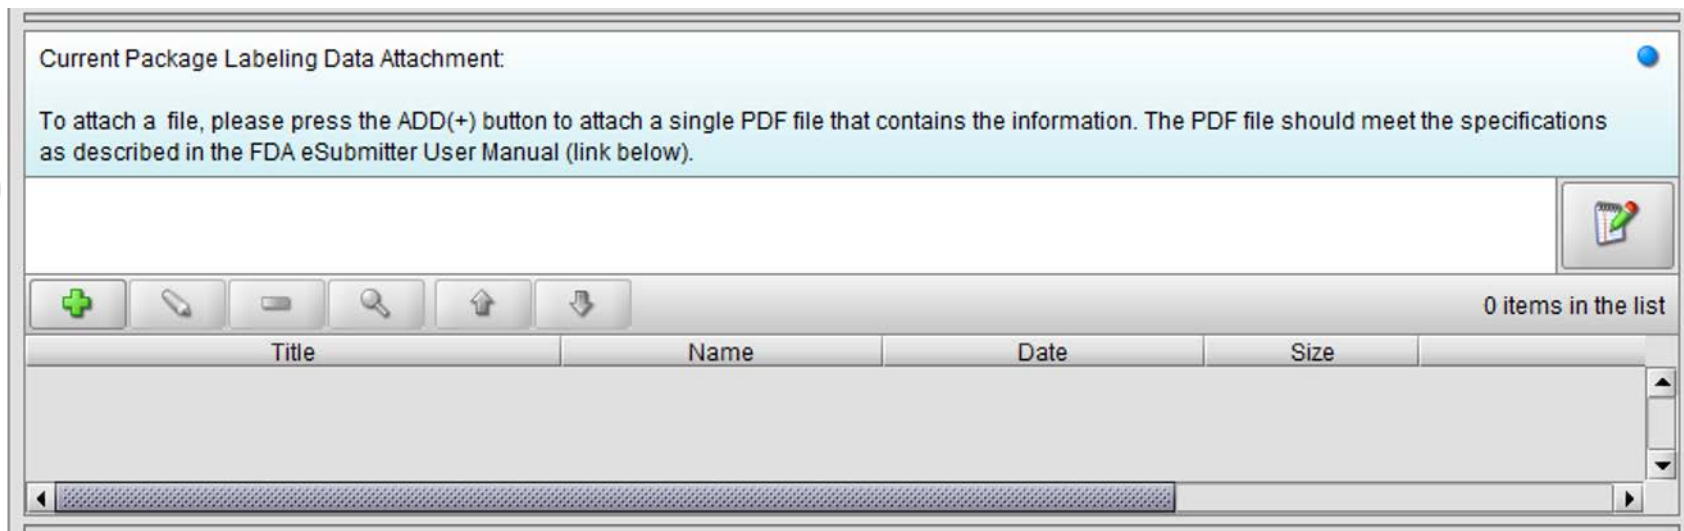 Current Package Labeling Data Attachment:
To attach a  file, please press the ADD(+) button to attach a single PDF file that contains the information. The PDF file should meet the specifications
as described in the FDA eSubmitter User Manual (link below).
0 items in the list
Title Name Date Size